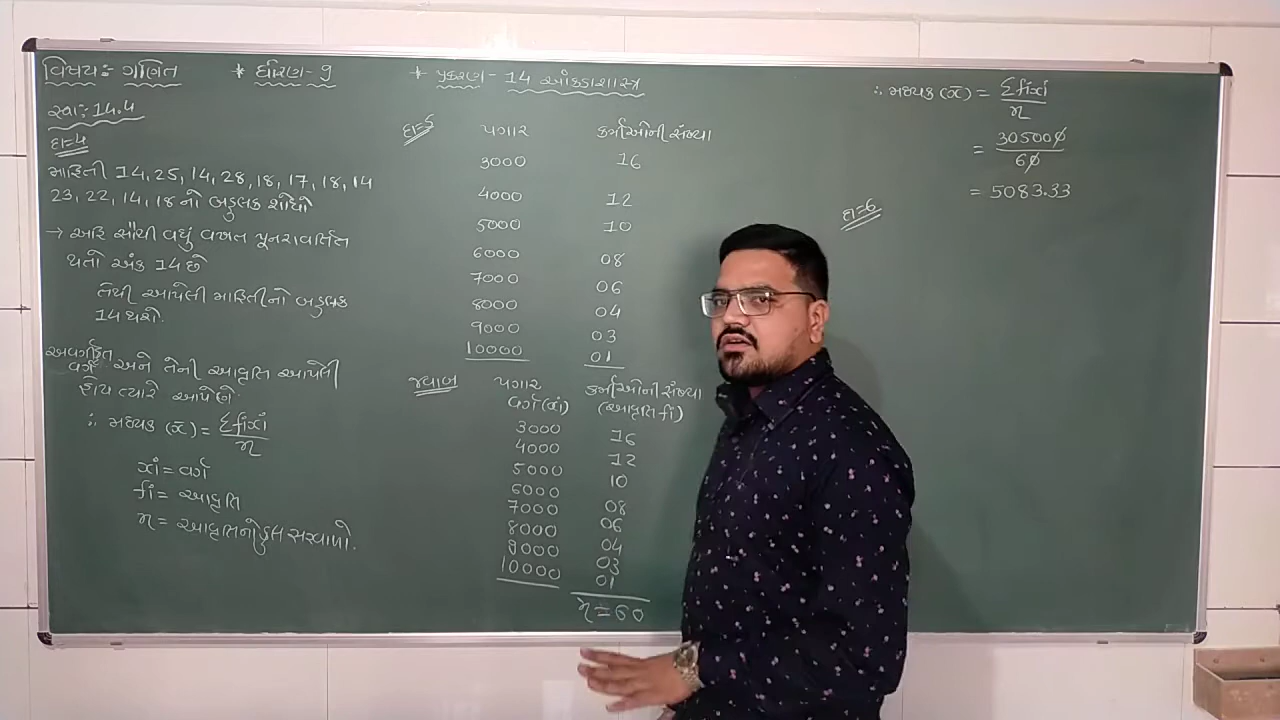 વિષય:- ગણિત * ધોરણ-9 * પ્રકરણ- 14 આંકડાશાસ્ત્ર
સ્વા:-14.4
દા=4
માહિતી 14, 25, 14, 28, 18, 17, 18, 14
23, 22, 14, 18 નો બહુલક શોધો
→ અહિ સૌથી વધુ વખત પૂનરાવર્તિત
થતો અંક 14 છે
તેથી આપેલી માહિતીનો બહુલક
14 થશે.
અવર્ગીકૃત
વર્ગ અને તેની આવૃતિ આપેલી
હોય ત્યારે આપેણે
∴ મધ્યક (x̄) = Σfixi / n
xi = વર્ગ
fi = આવૃતિ
n = આવૃતિનો કુલ સરવાળો.
દા=5
પગાર કર્મીઓની સંખ્યા
3000 16
4000 12
5000 10
6000 08
7000 06
8000 04
9000 03
10000 01
જવાબ પગાર કર્મીઓની સંખ્યા
વર્ગ(xi) (આવૃતિ fi)
3000 16
4000 12
5000 10
6000 08
7000 06
8000 04
9000 03
10000 01
n = 60
∴ મધ્યક (x̄) = Σfixi / n
= 305000 / 60
= 5083.33
દા=6